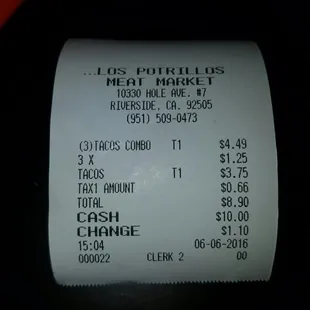 ...LOS POTRILLOS
MEAT MARKET
10330 HOLE AVE. #7
RIVERSIDE, CA. 92505
(951) 509-0473
(3)TACOS COMBO T1 $4.49
3 X $1.25
TACOS T1 $3.75
TAX1 AMOUNT $0.66
TOTAL $8.90
CASH $10.00
CHANGE $1.10
15:04 06-06-2016
000022 CLERK 2 00